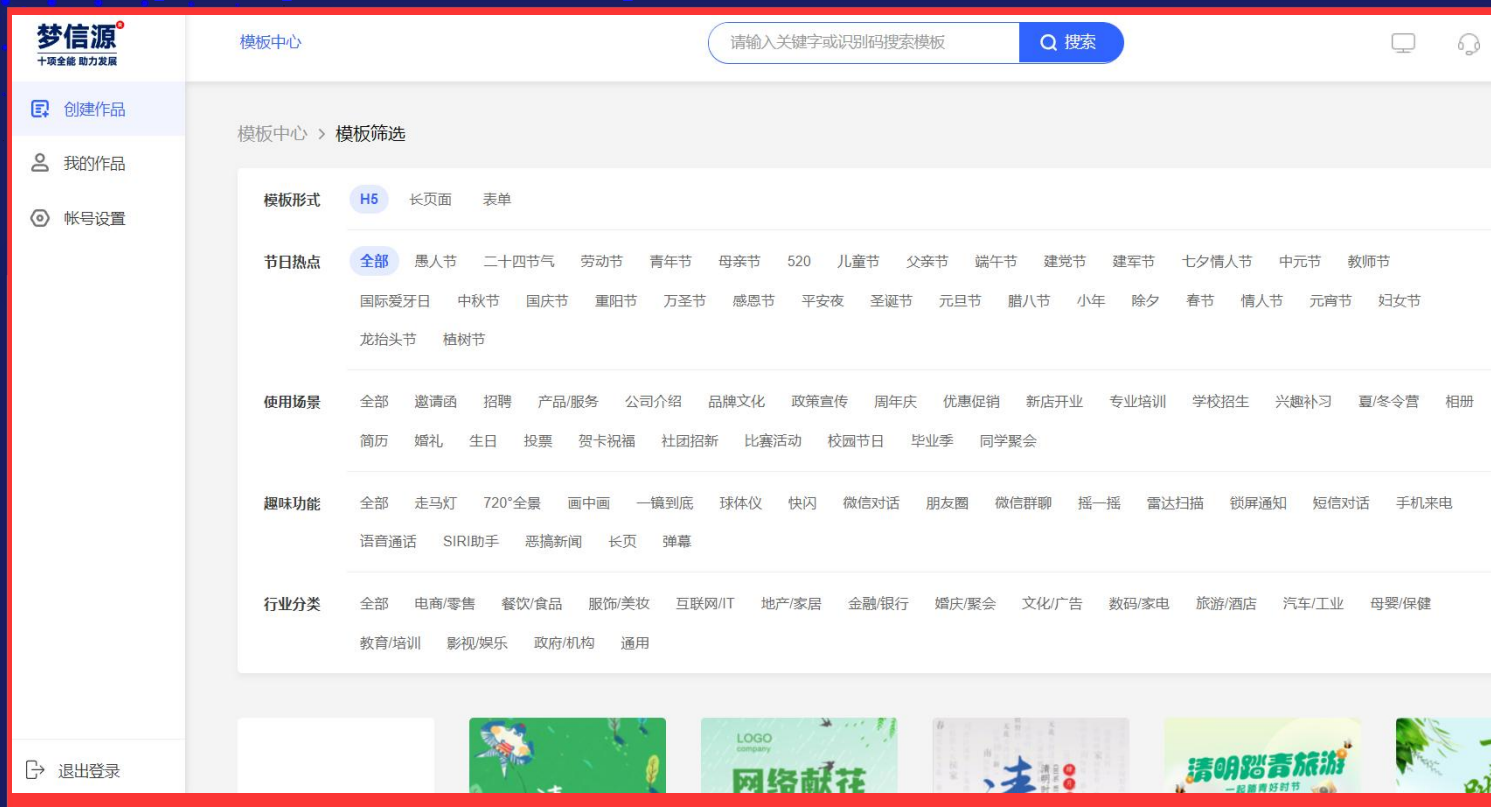 梦信源
十项全能 助力发展
模板中心
请输入关键字或识别码搜索模板
搜索
创建作品
我的作品
帐号设置
退出登录
模板中心 > 模板筛选
模板形式 H5 长页面 表单
节日热点 全部 愚人节 二十四节气 劳动节 青年节 母亲节 520 儿童节 父亲节 端午节 建党节 建军节 七夕情人节 中元节 教师节
国际爱牙日 中秋节 国庆节 重阳节 万圣节 感恩节 平安夜 圣诞节 元旦节 腊八节 小年 除夕 春节 情人节 元宵节 妇女节
龙抬头节 植树节
使用场景 全部 邀请函 招聘 产品/服务 公司介绍 品牌文化 政策宣传 周年庆 优惠促销 新店开业 专业培训 学校招生 兴趣补习 夏/冬令营 相册
简历 婚礼 生日 投票 贺卡祝福 社团招新 比赛活动 校园节日 毕业季 同学聚会
趣味功能 全部 走马灯 720°全景 画中画 一镜到底 球体仪 快闪 微信对话 朋友圈 微信群聊 摇一摇 雷达扫描 锁屏通知 短信对话 手机来电
语音通话 SIRI助手 恶搞新闻 长页 弹幕
行业分类 全部 电商/零售 餐饮/食品 服饰/美妆 互联网/IT 地产/家居 金融/银行 婚庆/聚会 文化/广告 数码/家电 旅游/酒店 汽车/工业 母婴/保健
教育/培训 影视/娱乐 政府/机构 通用
LOGO
company
网络献花
清
清明踏青旅游
一起踏青好时节